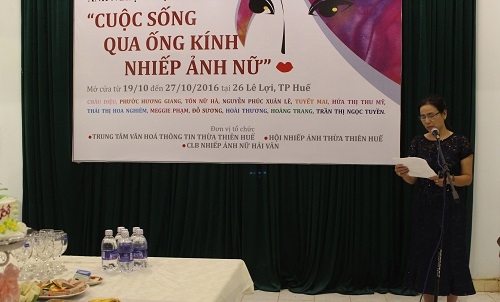 “CUỘC SỐNG
QUA ỐNG KÍNH
NHIẾP ẢNH NỮ”
Mở cửa từ 19/10 đến 27/10/2016 tại 26 Lê Lợi, TP Huế
CHÂU DIỆU, PHƯỚC HƯƠNG GIANG, TÔN NỮ HÀ, NGUYỄN PHÚC XUÂN LÊ, TUYẾT MAI, HỨA THỊ THU MỸ,
THÁI THỊ HOA NGHIÊM, MEGGIE PHẠM, ĐỖ SƯƠNG, HOÀI THƯƠNG, HOÀNG TRANG, TRẦN THỊ NGỌC TUYỀN.
Đơn vị tổ chức
• TRUNG TÂM VĂN HOÁ THÔNG TIN THỪA THIÊN HUẾ • HỘI NHIẾP ẢNH THỪA THIÊN HUẾ
• CLB NHIẾP ẢNH NỮ HẢI VÂN